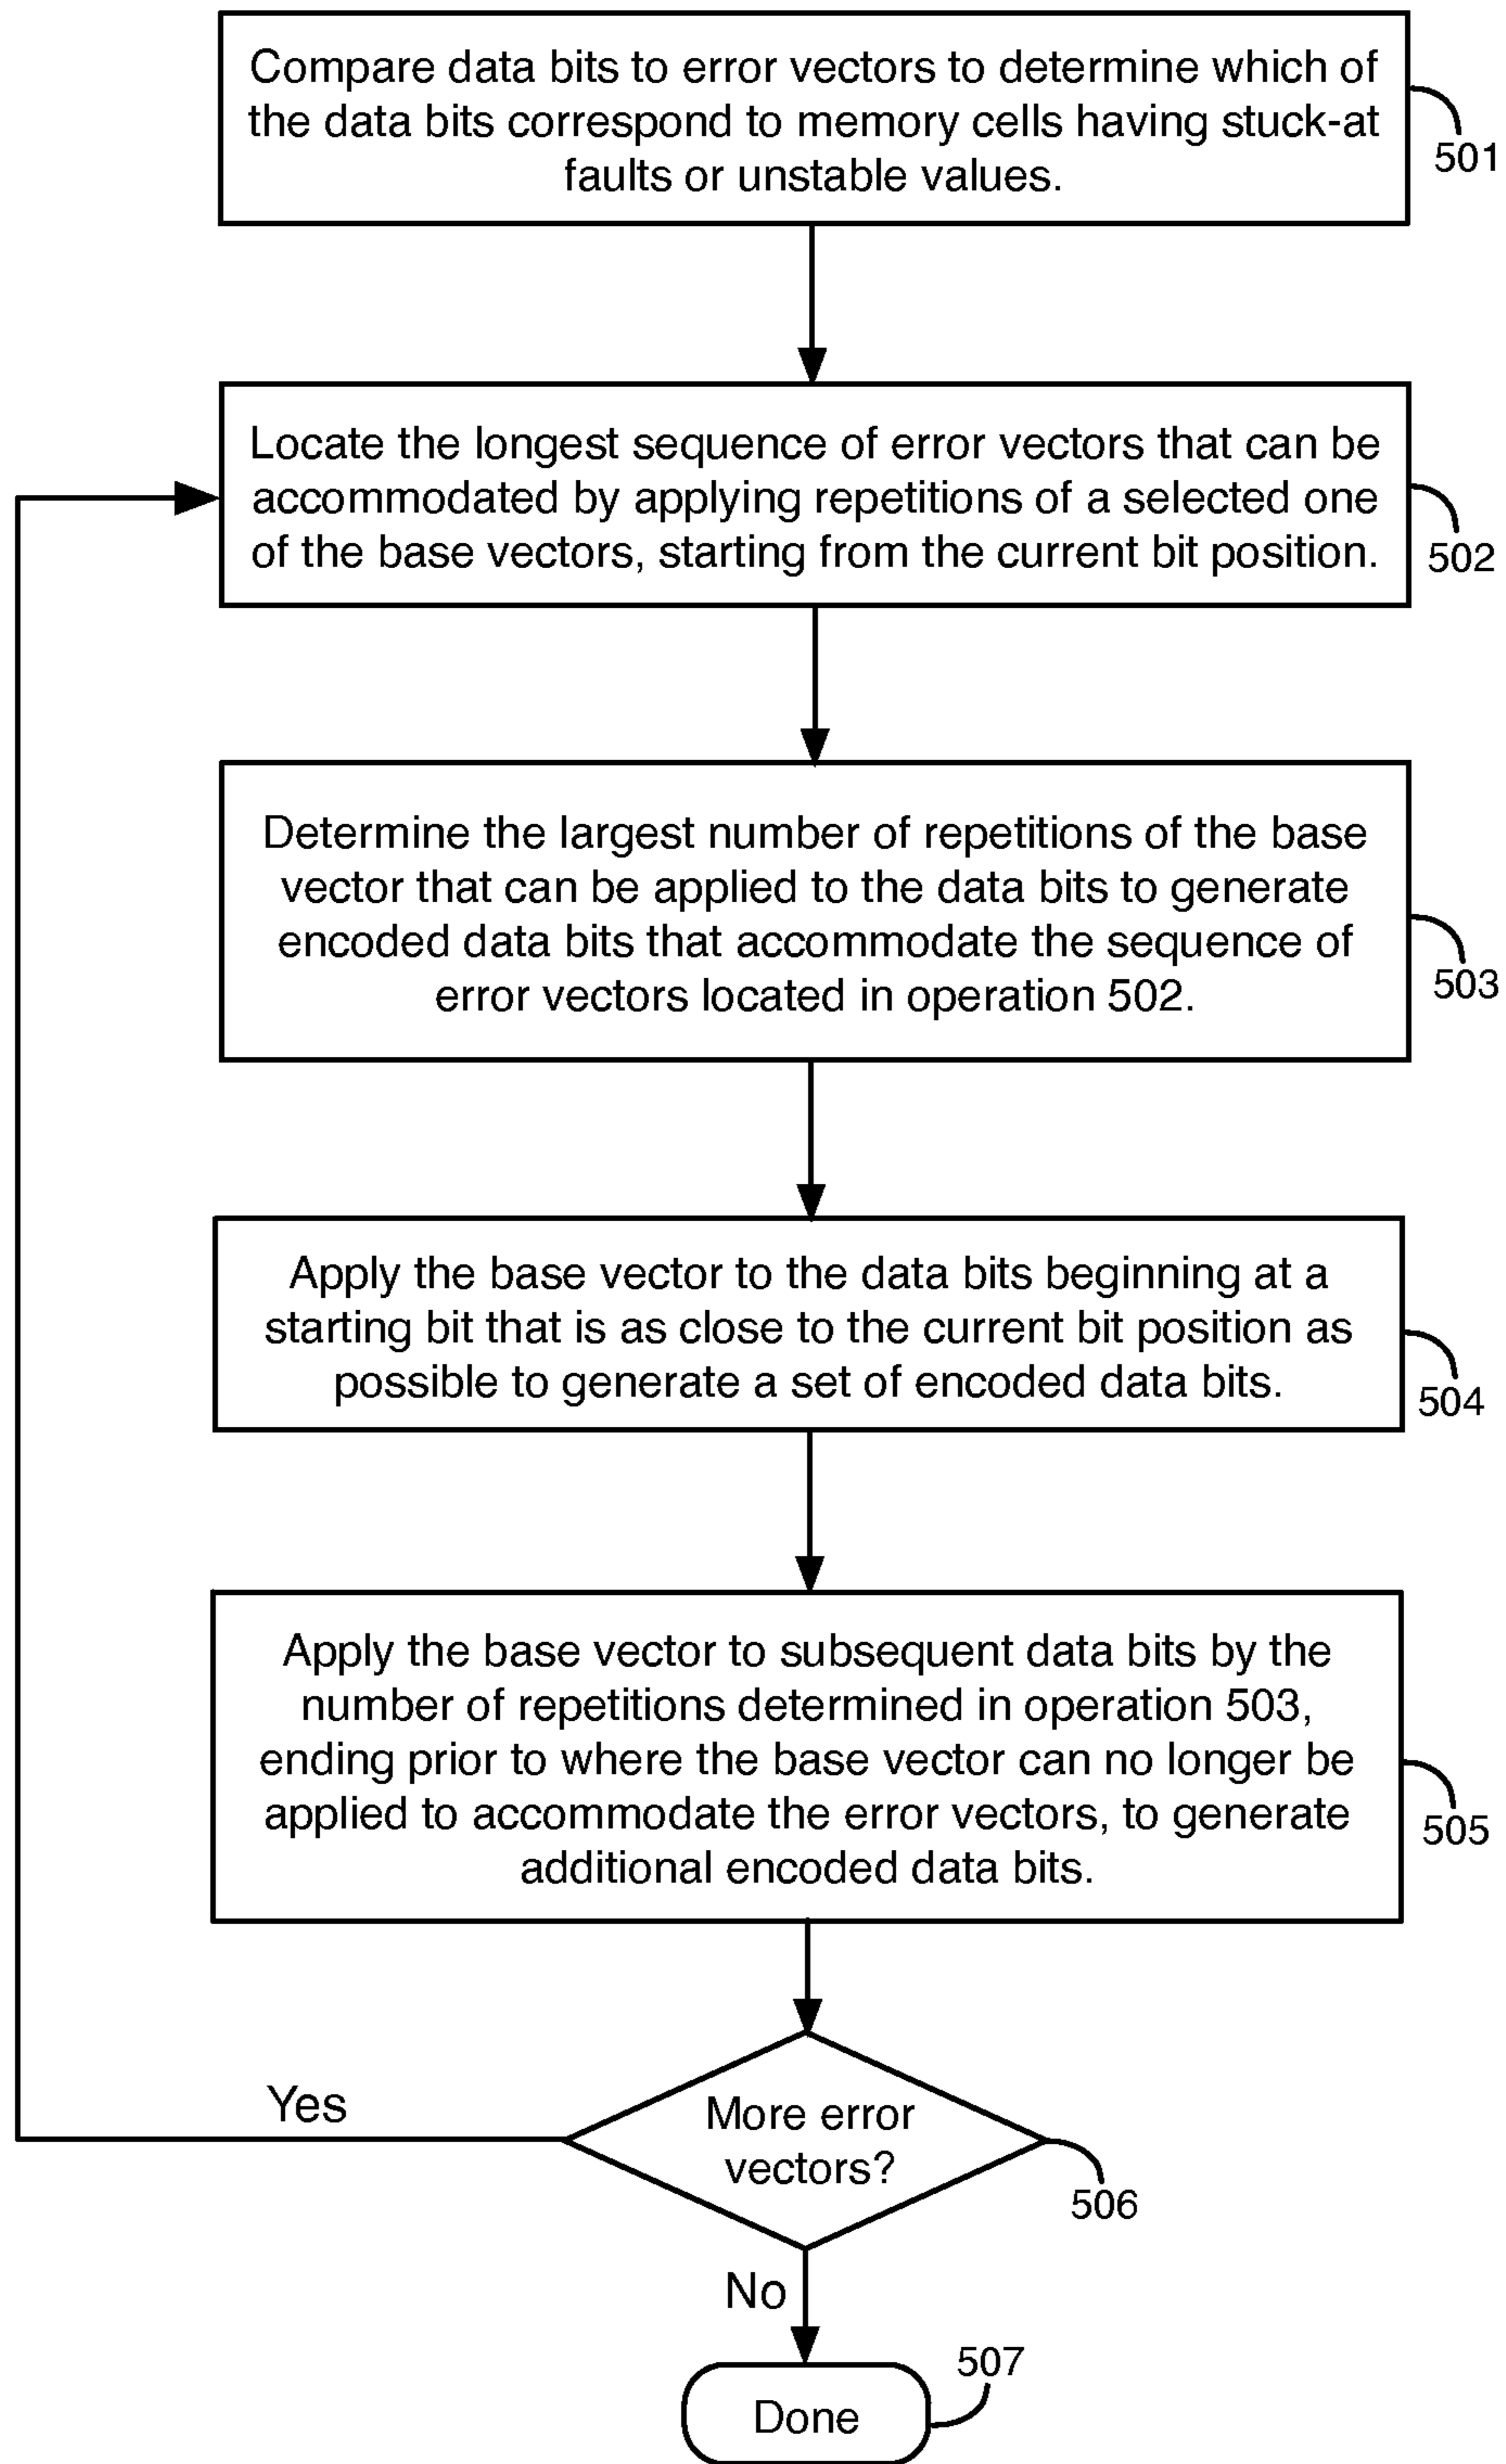 Compare data bits to error vectors to determine which of
the data bits correspond to memory cells having stuck-at
faults or unstable values.
501
Locate the longest sequence of error vectors that can be
accommodated by applying repetitions of a selected one
of the base vectors, starting from the current bit position.
502
Determine the largest number of repetitions of the base
vector that can be applied to the data bits to generate
encoded data bits that accommodate the sequence of
error vectors located in operation 502.
503
Apply the base vector to the data bits beginning at a
starting bit that is as close to the current bit position as
possible to generate a set of encoded data bits.
504
Apply the base vector to subsequent data bits by the
number of repetitions determined in operation 503,
ending prior to where the base vector can no longer be
applied to accommodate the error vectors, to generate
additional encoded data bits.
505
Yes
More error
vectors?
506
No
507
Done